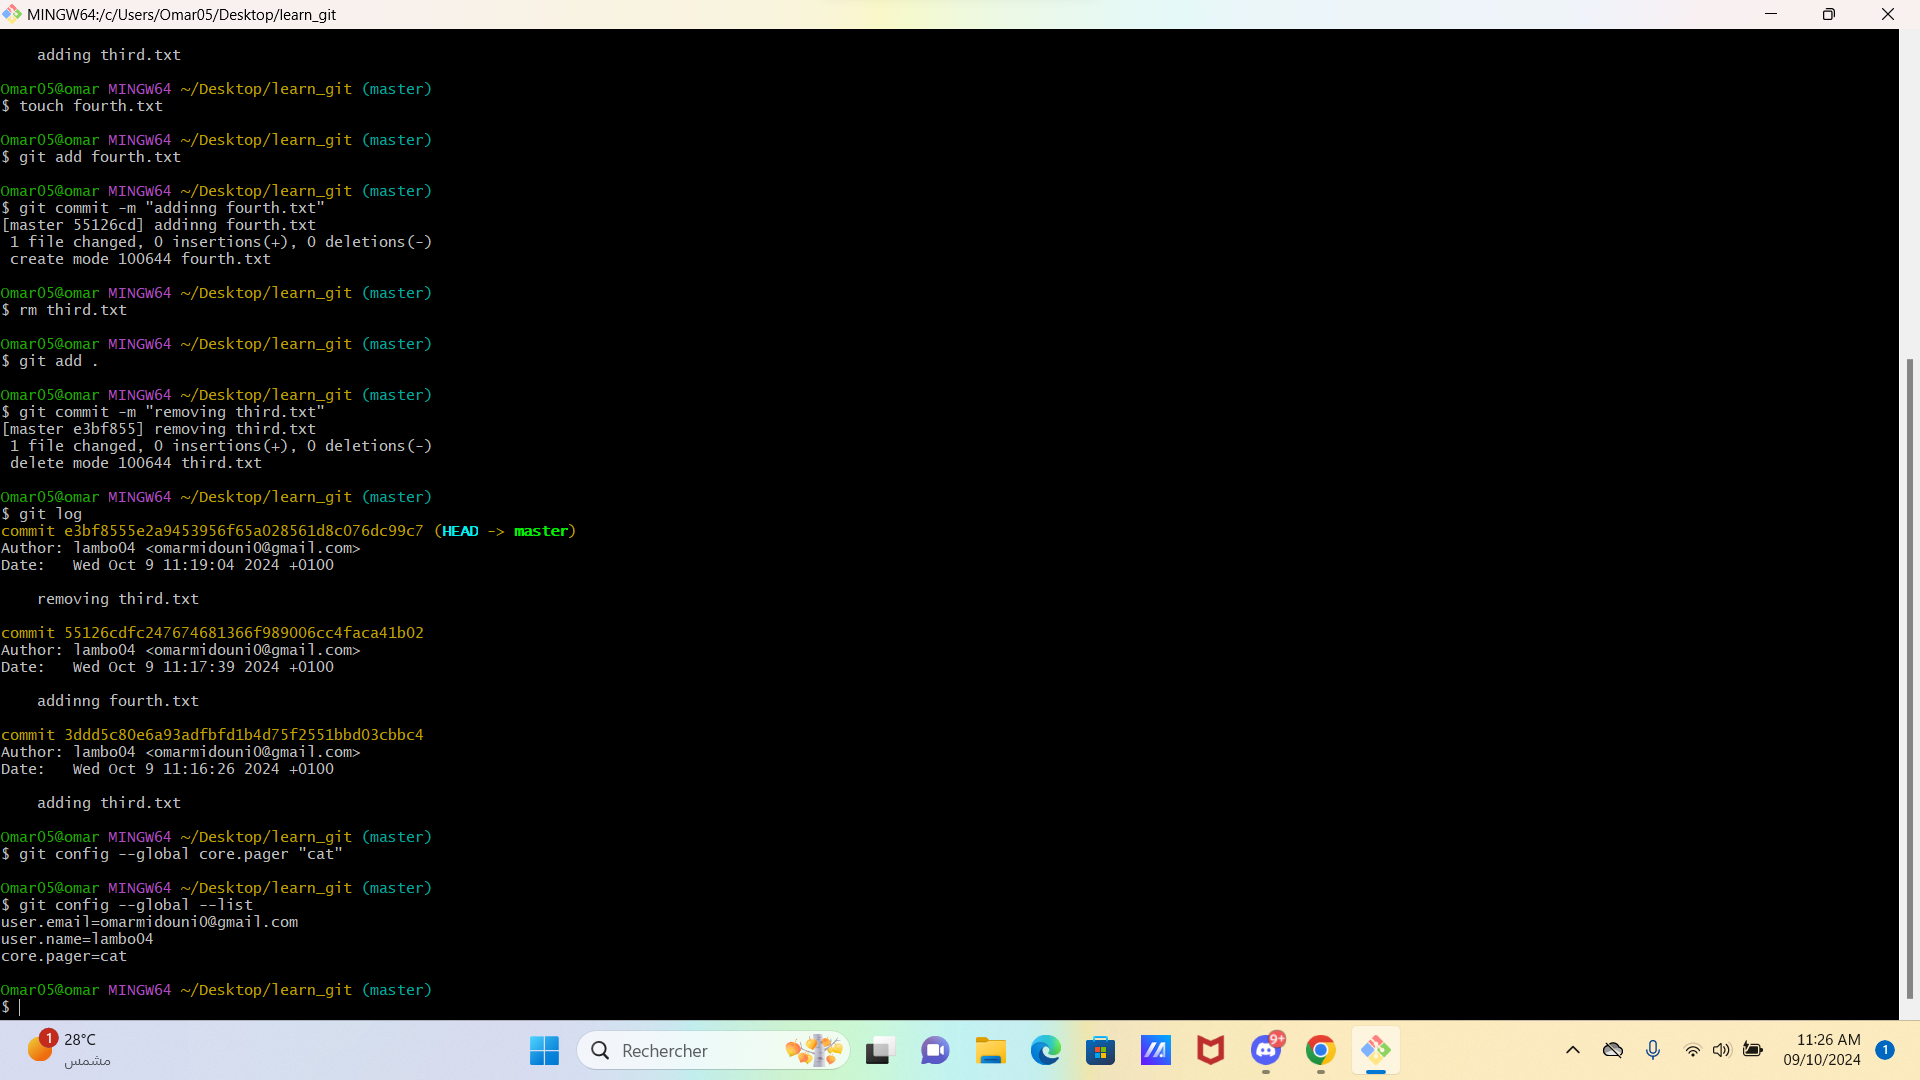 MINGW64:/c/Users/Omar05/Desktop/learn_git
    adding third.txt
Omar05@omar MINGW64 ~/Desktop/learn_git (master)
$ touch fourth.txt
Omar05@omar MINGW64 ~/Desktop/learn_git (master)
$ git add fourth.txt
Omar05@omar MINGW64 ~/Desktop/learn_git (master)
$ git commit -m "addinng fourth.txt"
[master 55126cd] addinng fourth.txt
 1 file changed, 0 insertions(+), 0 deletions(-)
 create mode 100644 fourth.txt
Omar05@omar MINGW64 ~/Desktop/learn_git (master)
$ rm third.txt
Omar05@omar MINGW64 ~/Desktop/learn_git (master)
$ git add .
Omar05@omar MINGW64 ~/Desktop/learn_git (master)
$ git commit -m "removing third.txt"
[master e3bf855] removing third.txt
 1 file changed, 0 insertions(+), 0 deletions(-)
 delete mode 100644 third.txt
Omar05@omar MINGW64 ~/Desktop/learn_git (master)
$ git log
commit e3bf8555e2a9453956f65a028561d8c076dc99c7 (HEAD -> master)
Author: lambo04 <omarmidouni0@gmail.com>
Date:   Wed Oct 9 11:19:04 2024 +0100
    removing third.txt
commit 55126cdfc247674681366f989006cc4faca41b02
Author: lambo04 <omarmidouni0@gmail.com>
Date:   Wed Oct 9 11:17:39 2024 +0100
    addinng fourth.txt
commit 3ddd5c80e6a93adfbfd1b4d75f2551bbd03cbbc4
Author: lambo04 <omarmidouni0@gmail.com>
Date:   Wed Oct 9 11:16:26 2024 +0100
    adding third.txt
Omar05@omar MINGW64 ~/Desktop/learn_git (master)
$ git config --global core.pager "cat"
Omar05@omar MINGW64 ~/Desktop/learn_git (master)
$ git config --global --list
user.email=omarmidouni0@gmail.com
user.name=lambo04
core.pager=cat
Omar05@omar MINGW64 ~/Desktop/learn_git (master)
$
1
28°C
مشمس
Rechercher
9+
11:26 AM
09/10/2024
1